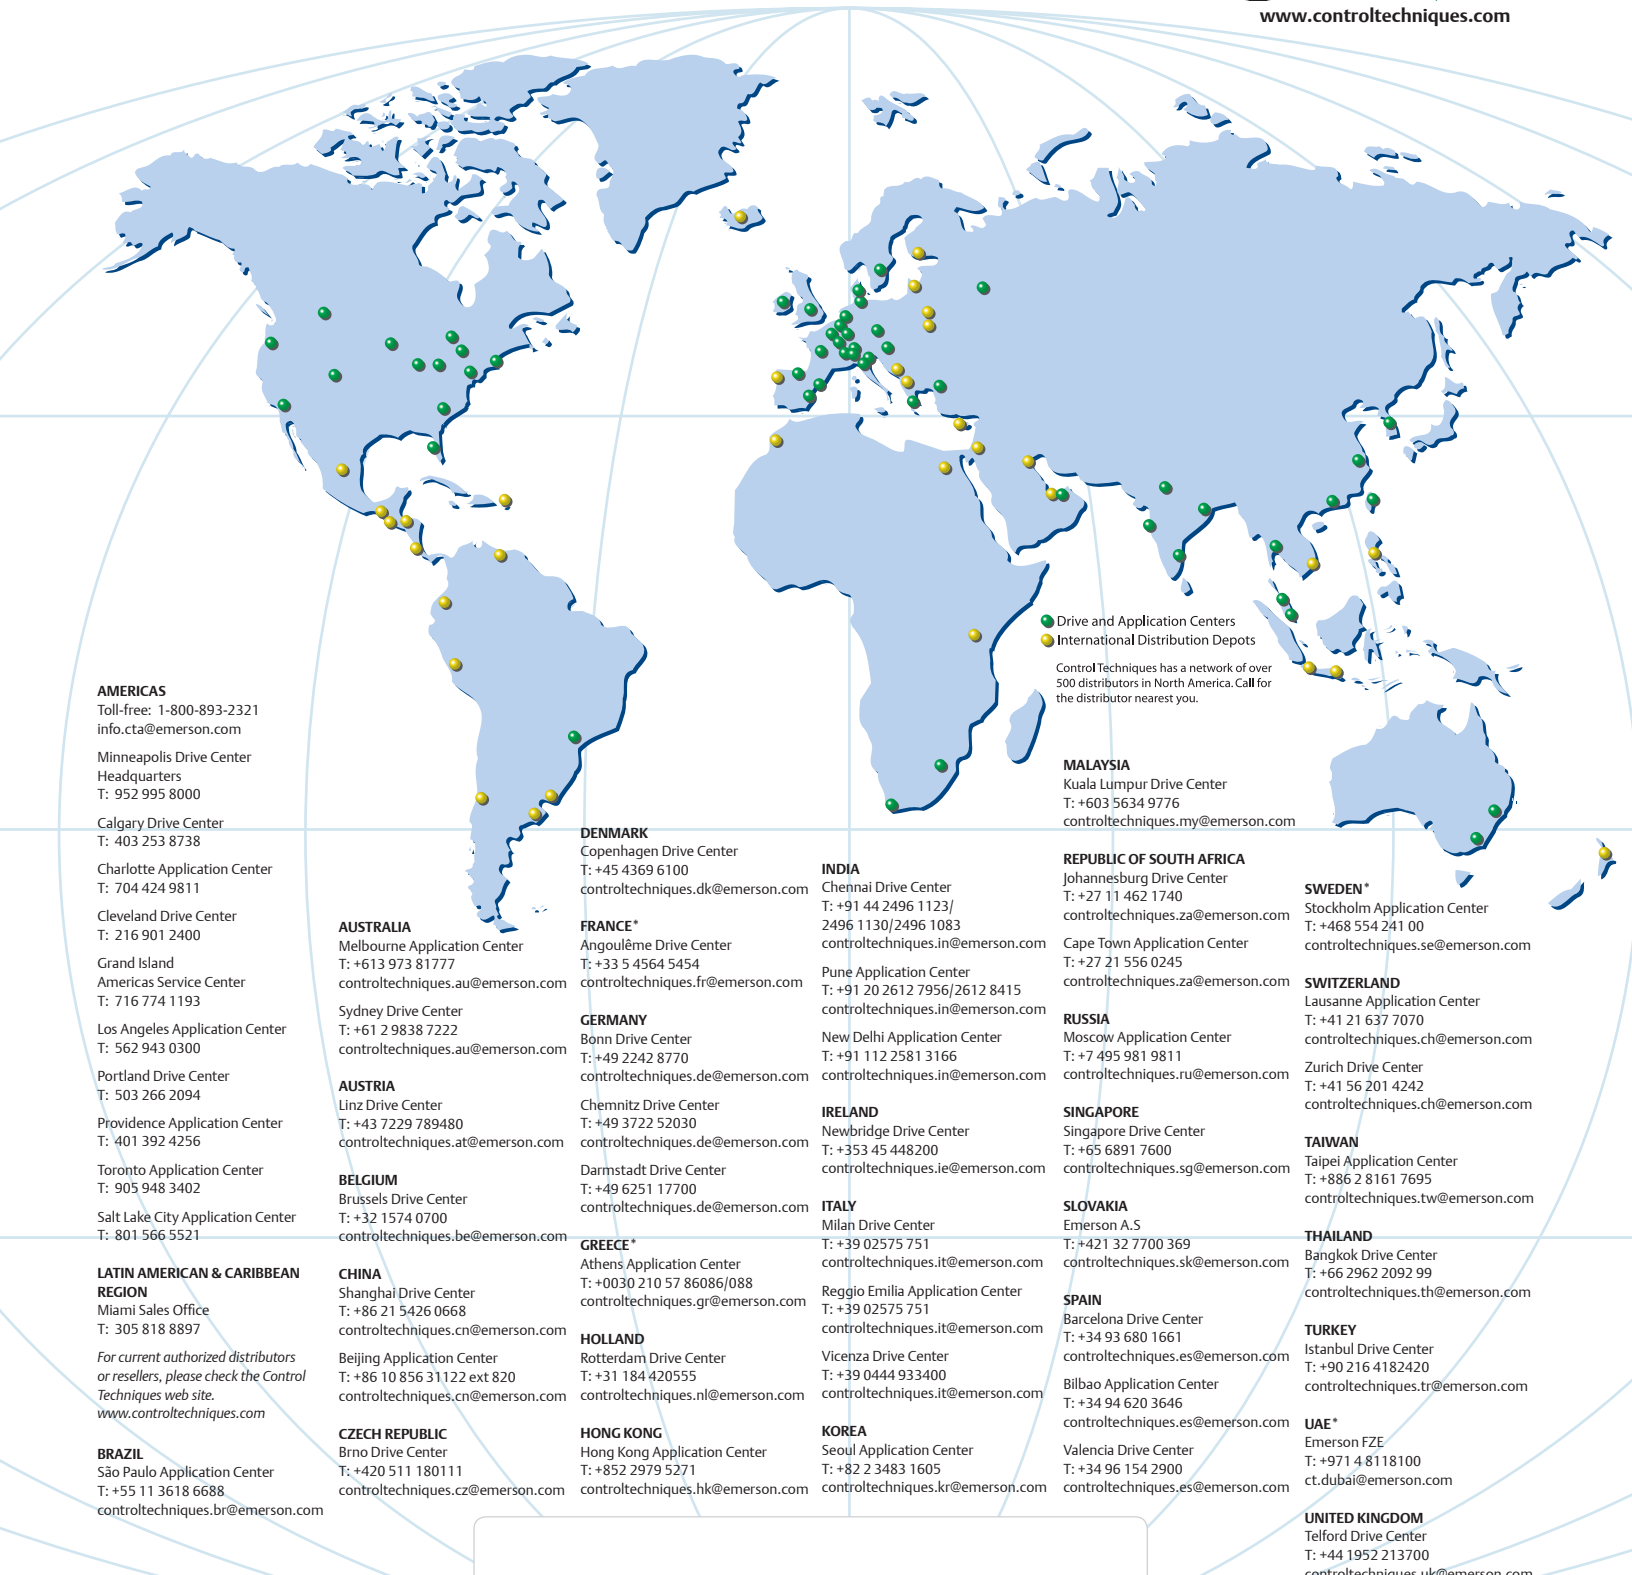 www.controltechniques.com
Drive and Application Centers
International Distribution Depots
Control Techniques has a network of over
500 distributors in North America. Call for
the distributor nearest you.
AMERICAS
Toll-free: 1-800-893-2321
info.cta@emerson.com
Minneapolis Drive Center
Headquarters
T: 952 995 8000
Calgary Drive Center
T: 403 253 8738
Charlotte Application Center
T: 704 424 9811
Cleveland Drive Center
T: 216 901 2400
Grand Island
Americas Service Center
T: 716 774 1193
Los Angeles Application Center
T: 562 943 0300
Portland Drive Center
T: 503 266 2094
Providence Application Center
T: 401 392 4256
Toronto Application Center
T: 905 948 3402
Salt Lake City Application Center
T: 801 566 5521
LATIN AMERICAN & CARIBBEAN
REGION
Miami Sales Office
T: 305 818 8897
For current authorized distributors
or resellers, please check the Control
Techniques web site.
www.controltechniques.com
BRAZIL
São Paulo Application Center
T: +55 11 3618 6688
controltechniques.br@emerson.com
AUSTRALIA
Melbourne Application Center
T: +613 973 81777
controltechniques.au@emerson.com
Sydney Drive Center
T: +61 2 9838 7222
controltechniques.au@emerson.com
AUSTRIA
Linz Drive Center
T: +43 7229 789480
controltechniques.at@emerson.com
BELGIUM
Brussels Drive Center
T: +32 1574 0700
controltechniques.be@emerson.com
CHINA
Shanghai Drive Center
T: +86 21 5426 0668
controltechniques.cn@emerson.com
Beijing Application Center
T: +86 10 856 31122 ext 820
controltechniques.cn@emerson.com
CZECH REPUBLIC
Brno Drive Center
T: +420 511 180111
controltechniques.cz@emerson.com
DENMARK
Copenhagen Drive Center
T: +45 4369 6100
controltechniques.dk@emerson.com
FRANCE*
Angoulême Drive Center
T: +33 5 4564 5454
controltechniques.fr@emerson.com
GERMANY
Bonn Drive Center
T: +49 2242 8770
controltechniques.de@emerson.com
Chemnitz Drive Center
T: +49 3722 52030
controltechniques.de@emerson.com
Darmstadt Drive Center
T: +49 6251 17700
controltechniques.de@emerson.com
GREECE*
Athens Application Center
T: +0030 210 57 86086/088
controltechniques.gr@emerson.com
HOLLAND
Rotterdam Drive Center
T: +31 184 420555
controltechniques.nl@emerson.com
HONG KONG
Hong Kong Application Center
T: +852 2979 5271
controltechniques.hk@emerson.com
INDIA
Chennai Drive Center
T: +91 44 2496 1123/
2496 1130/2496 1083
controltechniques.in@emerson.com
Pune Application Center
T: +91 20 2612 7956/2612 8415
controltechniques.in@emerson.com
New Delhi Application Center
T: +91 112 2581 3166
controltechniques.in@emerson.com
IRELAND
Newbridge Drive Center
T: +353 45 448200
controltechniques.ie@emerson.com
ITALY
Milan Drive Center
T: +39 02575 751
controltechniques.it@emerson.com
Reggio Emilia Application Center
T: +39 02575 751
controltechniques.it@emerson.com
Vicenza Drive Center
T: +39 0444 933400
controltechniques.it@emerson.com
KOREA
Seoul Application Center
T: +82 2 3483 1605
controltechniques.kr@emerson.com
MALAYSIA
Kuala Lumpur Drive Center
T: +603 5634 9776
controltechniques.my@emerson.com
REPUBLIC OF SOUTH AFRICA
Johannesburg Drive Center
T: +27 11 462 1740
controltechniques.za@emerson.com
Cape Town Application Center
T: +27 21 556 0245
controltechniques.za@emerson.com
RUSSIA
Moscow Application Center
T: +7 495 981 9811
controltechniques.ru@emerson.com
SINGAPORE
Singapore Drive Center
T: +65 6891 7600
controltechniques.sg@emerson.com
SLOVAKIA
Emerson A.S
T: +421 32 7700 369
controltechniques.sk@emerson.com
SPAIN
Barcelona Drive Center
T: +34 93 680 1661
controltechniques.es@emerson.com
Bilbao Application Center
T: +34 94 620 3646
controltechniques.es@emerson.com
Valencia Drive Center
T: +34 96 154 2900
controltechniques.es@emerson.com
SWEDEN*
Stockholm Application Center
T: +468 554 241 00
controltechniques.se@emerson.com
SWITZERLAND
Lausanne Application Center
T: +41 21 637 7070
controltechniques.ch@emerson.com
Zurich Drive Center
T: +41 56 201 4242
controltechniques.ch@emerson.com
TAIWAN
Taipei Application Center
T: +886 2 8161 7695
controltechniques.tw@emerson.com
THAILAND
Bangkok Drive Center
T: +66 2962 2092 99
controltechniques.th@emerson.com
TURKEY
Istanbul Drive Center
T: +90 216 4182420
controltechniques.tr@emerson.com
UAE*
Emerson FZE
T: +971 4 8118100
ct.dubai@emerson.com
UNITED KINGDOM
Telford Drive Center
T: +44 1952 213700
controltechniques.uk@emerson.com